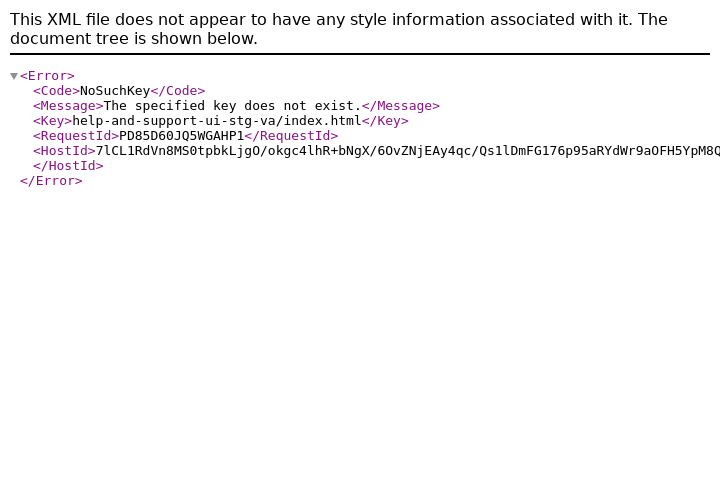 This XML file does not appear to have any style information associated with it. The
document tree is shown below.
<Error>
<Code>NoSuchKey</Code>
<Message>The specified key does not exist.</Message>
<Key>help-and-support-ui-stg-va/index.html</Key>
<RequestId>PD85D60JQ5WGAHP1</RequestId>
<HostId>7lCL1RdVn8MS0tpbkLjgO/okgc4lhR+bNgX/6OvZNjEAy4qc/Qs1lDmFG176p95aRYdWr9aOFH5YpM8Q
</HostId>
</Error>